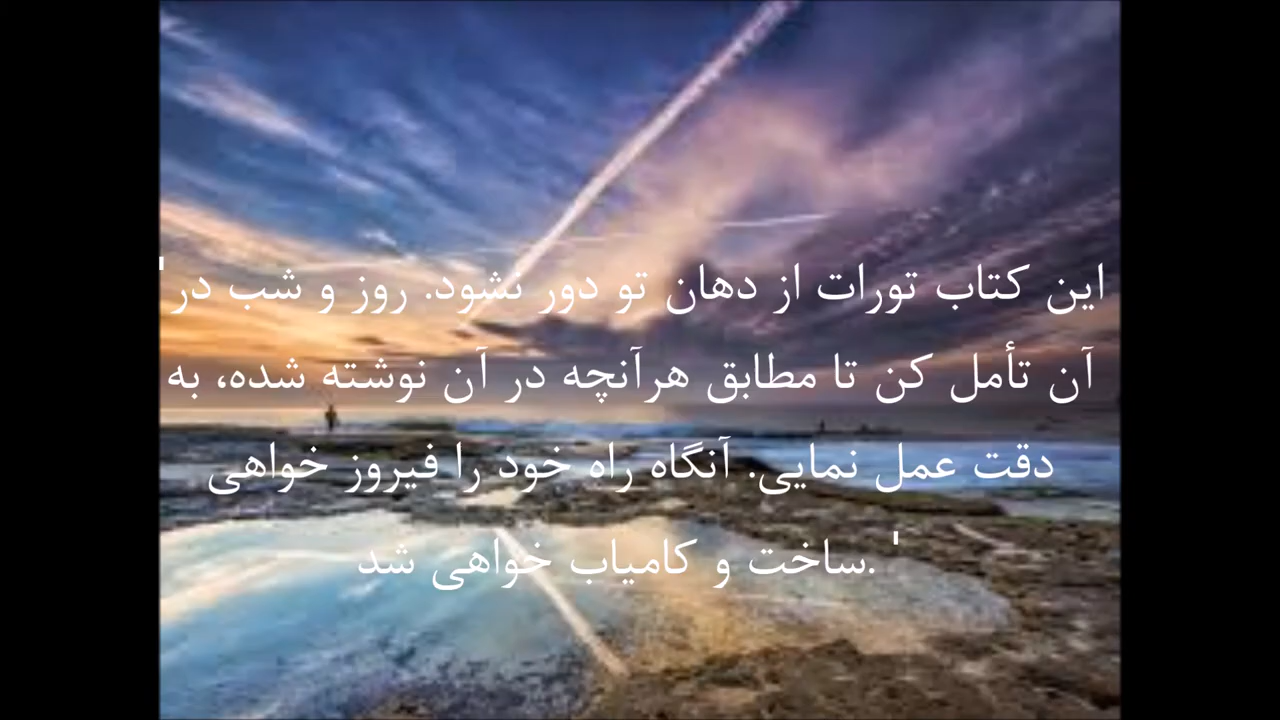 این کتاب تورات از دهان تو دور نشود. روز و شب در'
آن تأمل کن تا مطابق هرآنچه در آن نوشته شده، به
دقت عمل نمایی. آنگاه راه خود را فیروز خواهی
' .ساخت و کامیاب خواهی شد